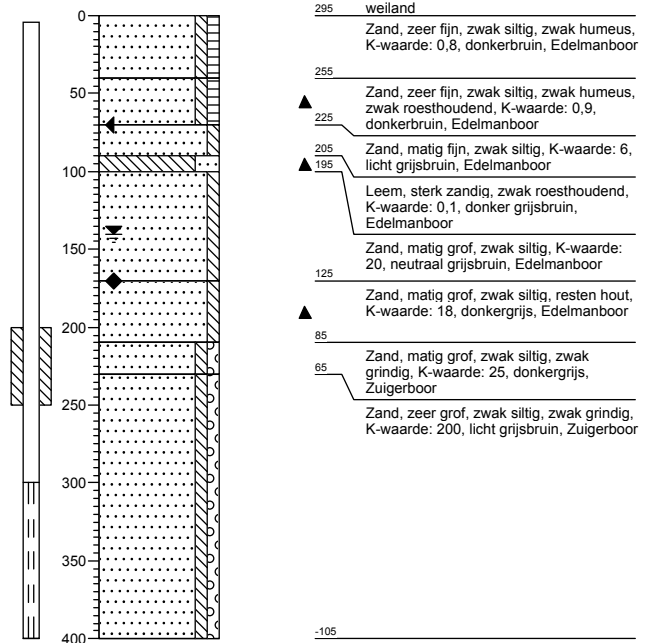 0
50
100
150
200
250
300
350
400
295 weiland
Zand, zeer fijn, zwak siltig, zwak humeus,
K-waarde: 0,8, donkerbruin, Edelmanboor
255
Zand, zeer fijn, zwak siltig, zwak humeus,
zwak roesthoudend, K-waarde: 0,9,
donkerbruin, Edelmanboor
225
Zand, matig fijn, zwak siltig, K-waarde: 6,
licht grijsbruin, Edelmanboor
205
195
Leem, sterk zandig, zwak roesthoudend,
K-waarde: 0,1, donker grijsbruin,
Edelmanboor
Zand, matig grof, zwak siltig, K-waarde:
20, neutraal grijsbruin, Edelmanboor
125
Zand, matig grof, zwak siltig, resten hout,
K-waarde: 18, donkergrijs, Edelmanboor
85
Zand, matig grof, zwak siltig, zwak
grindig, K-waarde: 25, donkergrijs,
Zuigerboor
65
Zand, zeer grof, zwak siltig, zwak grindig,
K-waarde: 200, licht grijsbruin, Zuigerboor
-105